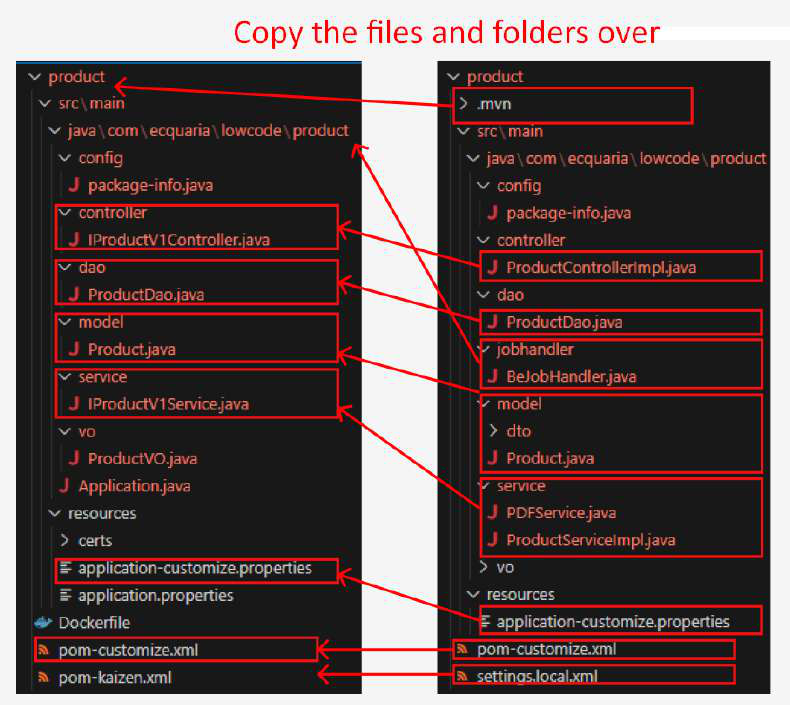 Copy the files and folders over
product
src\main
java\com\ecquaria\lowcode\product
config
package-info.java
controller
IProductV1Controller.java
dao
ProductDao.java
model
Product.java
service
IProductV1Service.java
vo
ProductVO.java
Application.java
resources
certs
application-customize.properties
application.properties
Dockerfile
pom-customize.xml
pom-kaizen.xml
product
.mvn
src\main
java\com\ecquaria\lowcode\product
config
package-info.java
controller
ProductControllerImpl.java
dao
ProductDao.java
jobhandler
BeJobHandler.java
model
dto
Product.java
service
PDFService.java
ProductServiceImpl.java
vo
resources
application-customize.properties
pom-customize.xml
settings.local.xml